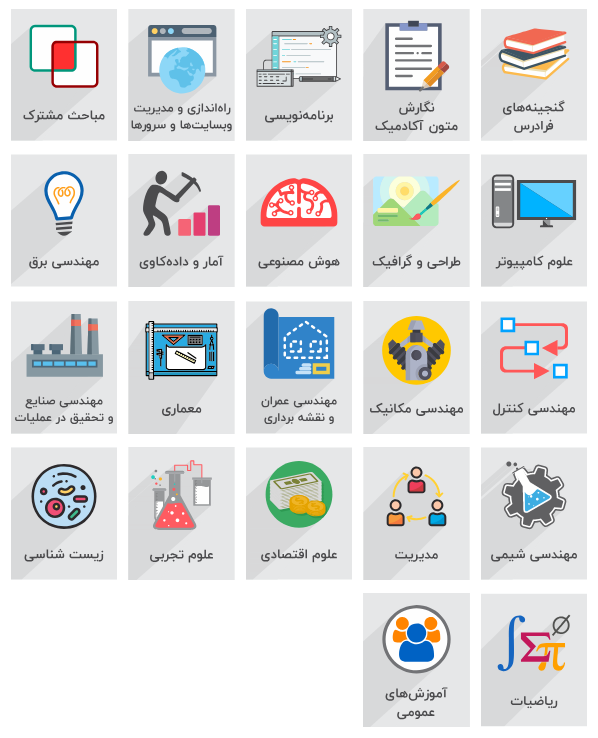 گنجینه‌های
فرادرس
نگارش
متون آکادمیک
برنامه‌نویسی
راه‌اندازی و مدیریت
وبسایت‌ها و سرورها
مباحث مشترک
علوم کامپیوتر
طراحی و گرافیک
هوش مصنوعی
آمار و داده‌کاوی
مهندسی برق
مهندسی کنترل
مهندسی مکانیک
مهندسی عمران
و نقشه برداری
معماری
مهندسی صنایع
و تحقیق در عملیات
مهندسی شیمی
مدیریت
علوم اقتصادی
علوم تجربی
زیست شناسی
ریاضیات
آموزش‌های
عمومی